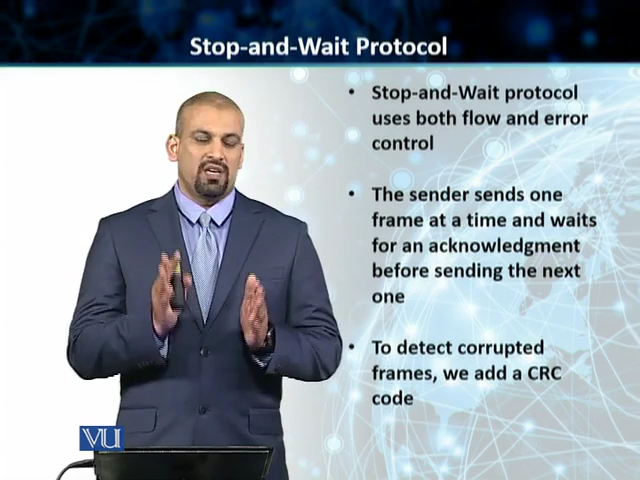 Stop-and-Wait Protocol
• Stop-and-Wait protocol
uses both flow and error
control
• The sender sends one
frame at a time and waits
for an acknowledgment
before sending the next
one
• To detect corrupted
frames, we add a CRC
code
VU